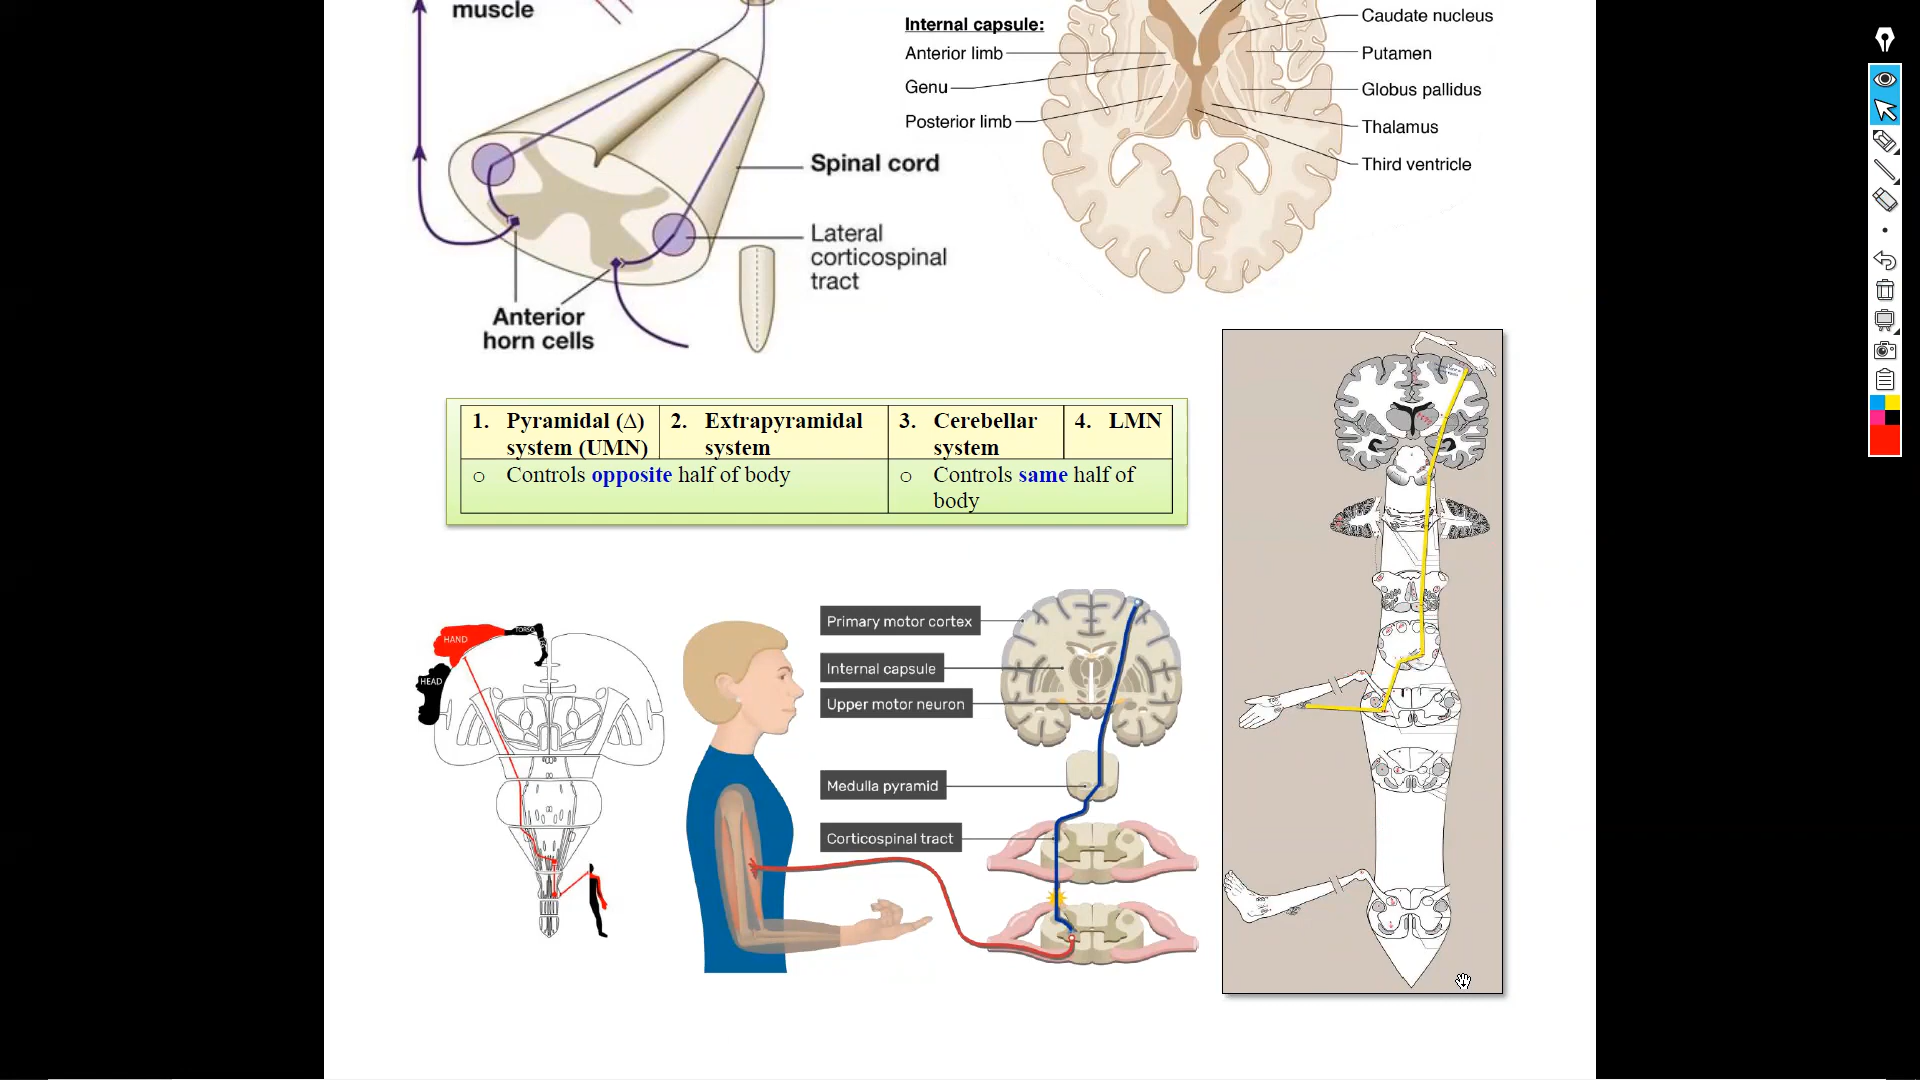 muscle
Spinal cord
Lateral
corticospinal
tract
Anterior
horn cells
Internal capsule:
Anterior limb
Genu
Posterior limb
Caudate nucleus
Putamen
Globus pallidus
Thalamus
Third ventricle
1. Pyramidal (Δ)
system (UMN)
2. Extrapyramidal
system
3. Cerebellar
system
4. LMN
o Controls opposite half of body
o Controls same half of
body
HAND
TORSO
HEAD
Primary motor cortex
Internal capsule
Upper motor neuron
Medulla pyramid
Corticospinal tract